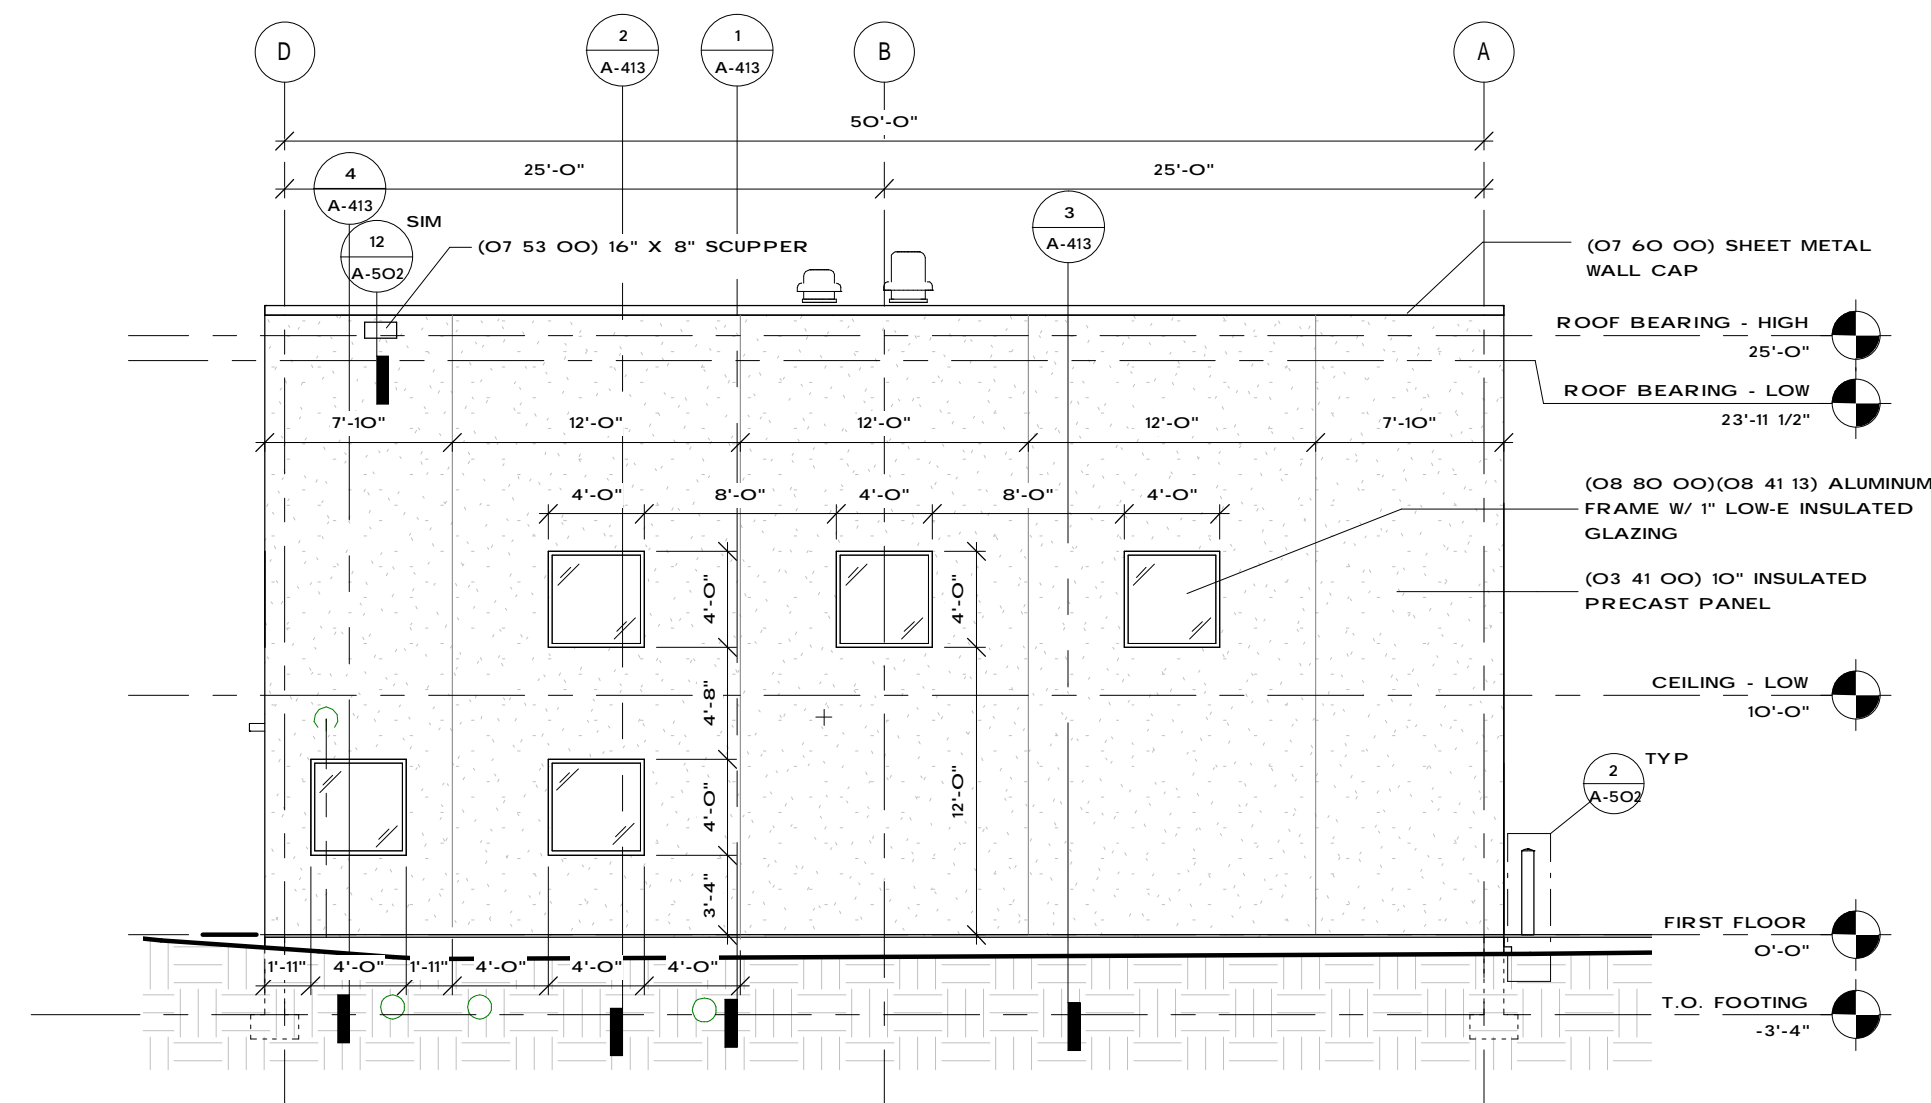 D
2
A-413
1
A-413
B
A
50'-0"
25'-0"
25'-0"
4
A-413
3
A-413
12
A-502
SIM
(07 53 00) 16" X 8" SCUPPER
(07 60 00) SHEET METAL
WALL CAP
ROOF BEARING - HIGH
25'-0"
ROOF BEARING - LOW
23'-11 1/2"
7'-10"
12'-0"
12'-0"
12'-0"
7'-10"
4'-0"
8'-0"
4'-0"
8'-0"
4'-0"
(08 80 00)(08 41 13) ALUMINUM
FRAME W/ 1" LOW-E INSULATED
GLAZING
(03 41 00) 10" INSULATED
PRECAST PANEL
4'-0"
4'-0"
4'-8"
CEILING - LOW
10'-0"
2
A-502
TYP
4'-0"
12'-0"
3'-4"
FIRST FLOOR
0'-0"
1'-11"
4'-0"
1'-11"
4'-0"
4'-0"
4'-0"
T.O. FOOTING
-3'-4"